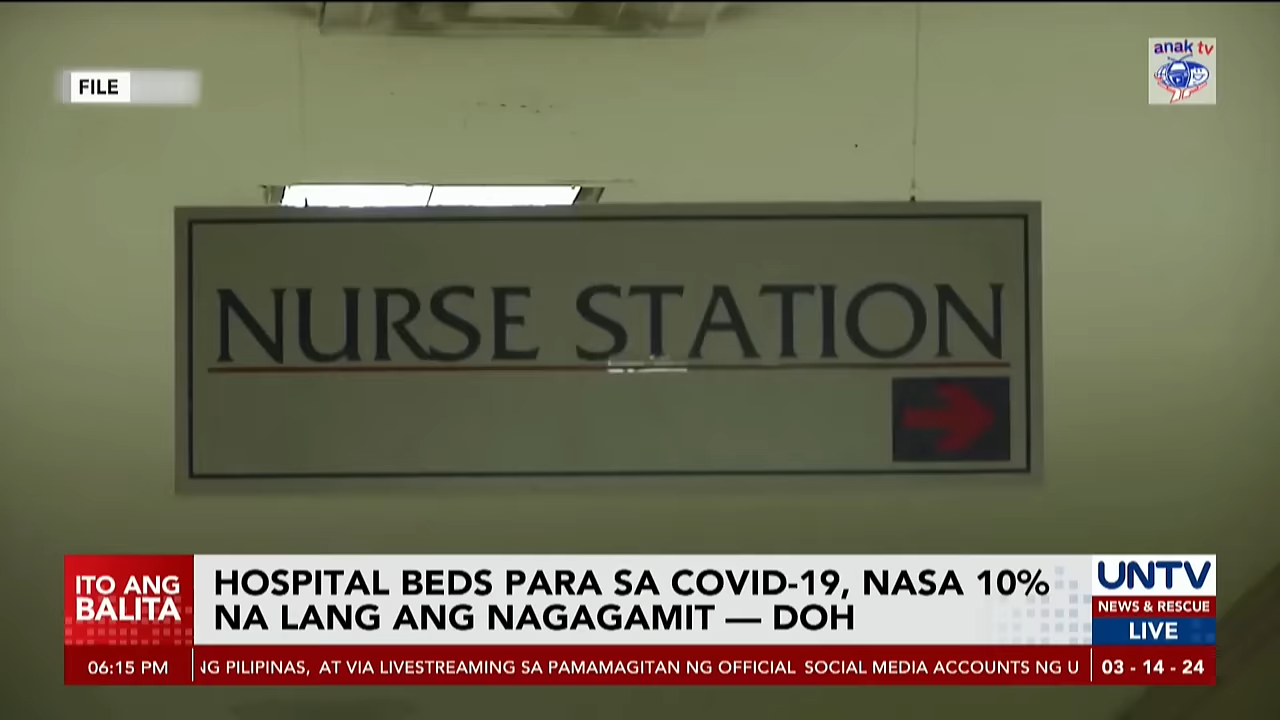 FILE
anak tv
NURSE STATION
ITO ANG
BALITA
HOSPITAL BEDS PARA SA COVID-19, NASA 10%
NA LANG ANG NAGAGAMIT — DOH
UNTV
NEWS & RESCUE
LIVE
06:15 PM
NG PILIPINAS, AT VIA LIVESTREAMING SA PAMAMAGITAN NG OFFICIAL SOCIAL MEDIA ACCOUNTS NG U
03 - 14 - 24